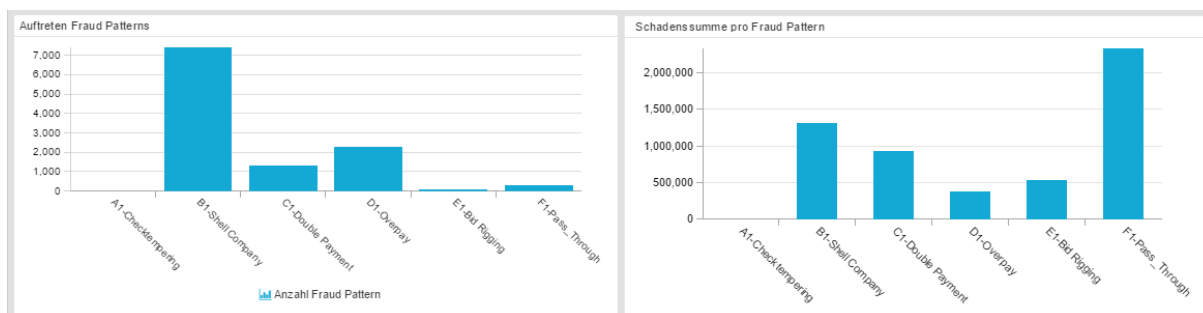 Auftreten Fraud Patterns
7,000
6,000
5,000
4,000
3,000
2,000
1,000
0
A1-Checktempering
B1-Shell Company
C1-Double Payment
D1-Overpay
E1-Bid Rigging
F1-Pass_Through
Anzahl Fraud Pattern
Schadenssumme pro Fraud Pattern
2,000,000
1,500,000
1,000,000
500,000
0
A1-Checktempering
B1-Shell Company
C1-Double Payment
D1-Overpay
E1-Bid Rigging
F1-Pass_Through